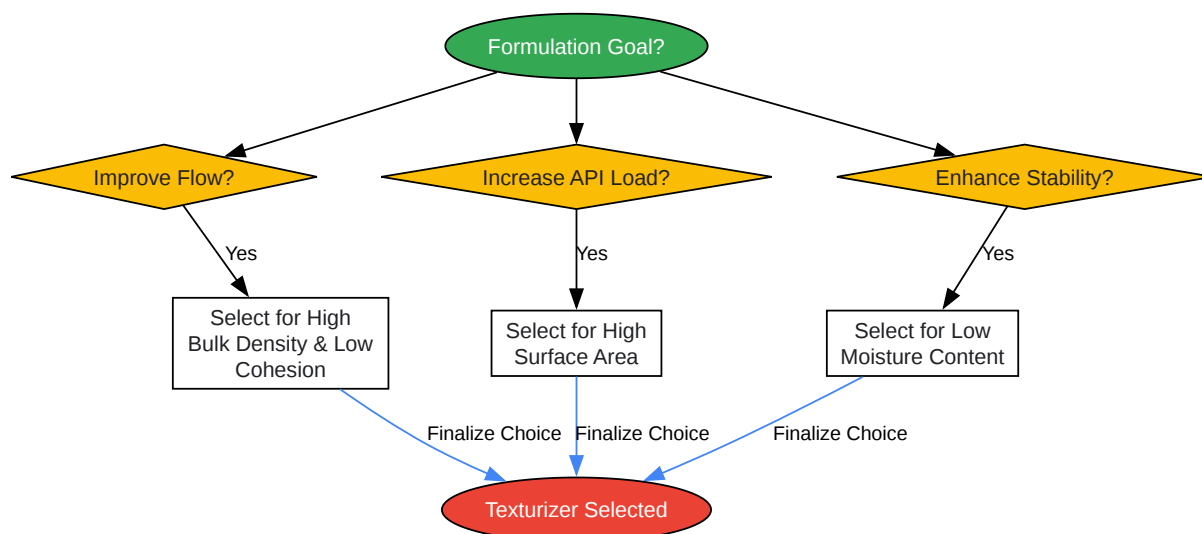 Formulation Goal?
Improve Flow?
Increase API Load?
Enhance Stability?
Yes
Yes
Yes
Select for High
Bulk Density & Low
Cohesion
Select for High
Surface Area
Select for Low
Moisture Content
Finalize Choice
Finalize Choice
Finalize Choice
Texturizer Selected